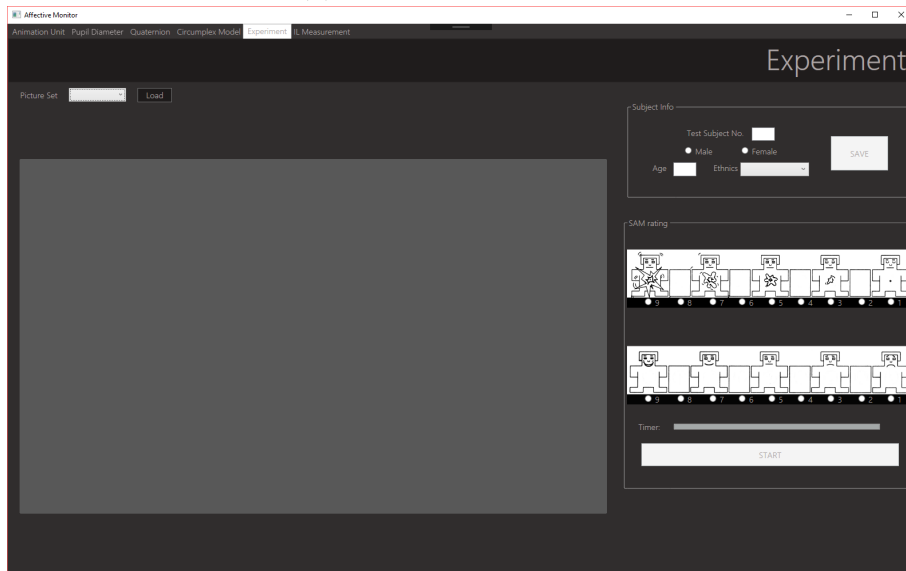 Affective Monitor
Animation Unit Pupil Diameter Quaternion Circumplex Model Experiment IL Measurement
Experiment
Picture Set Load
Subject Info
Test Subject No.
Male Female
SAVE
Age Ethnics
SAM rating
9 8 7 6 5 4 3 2 1
9 8 7 6 5 4 3 2 1
Timer:
START